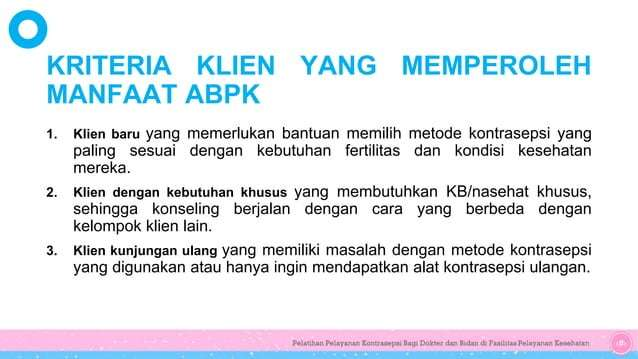 KRITERIA KLIEN YANG MEMPEROLEH
MANFAAT ABPK
1. Klien baru yang memerlukan bantuan memilih metode kontrasepsi yang
paling sesuai dengan kebutuhan fertilitas dan kondisi kesehatan
mereka.
2. Klien dengan kebutuhan khusus yang membutuhkan KB/nasehat khusus,
sehingga konseling berjalan dengan cara yang berbeda dengan
kelompok klien lain.
3. Klien kunjungan ulang yang memiliki masalah dengan metode kontrasepsi
yang digunakan atau hanya ingin mendapatkan alat kontrasepsi ulangan.
Pelatihan Pelayanan Kontrasepsi Bagi Dokter dan Bidan di Fasilitas Pelayanan Kesehatan